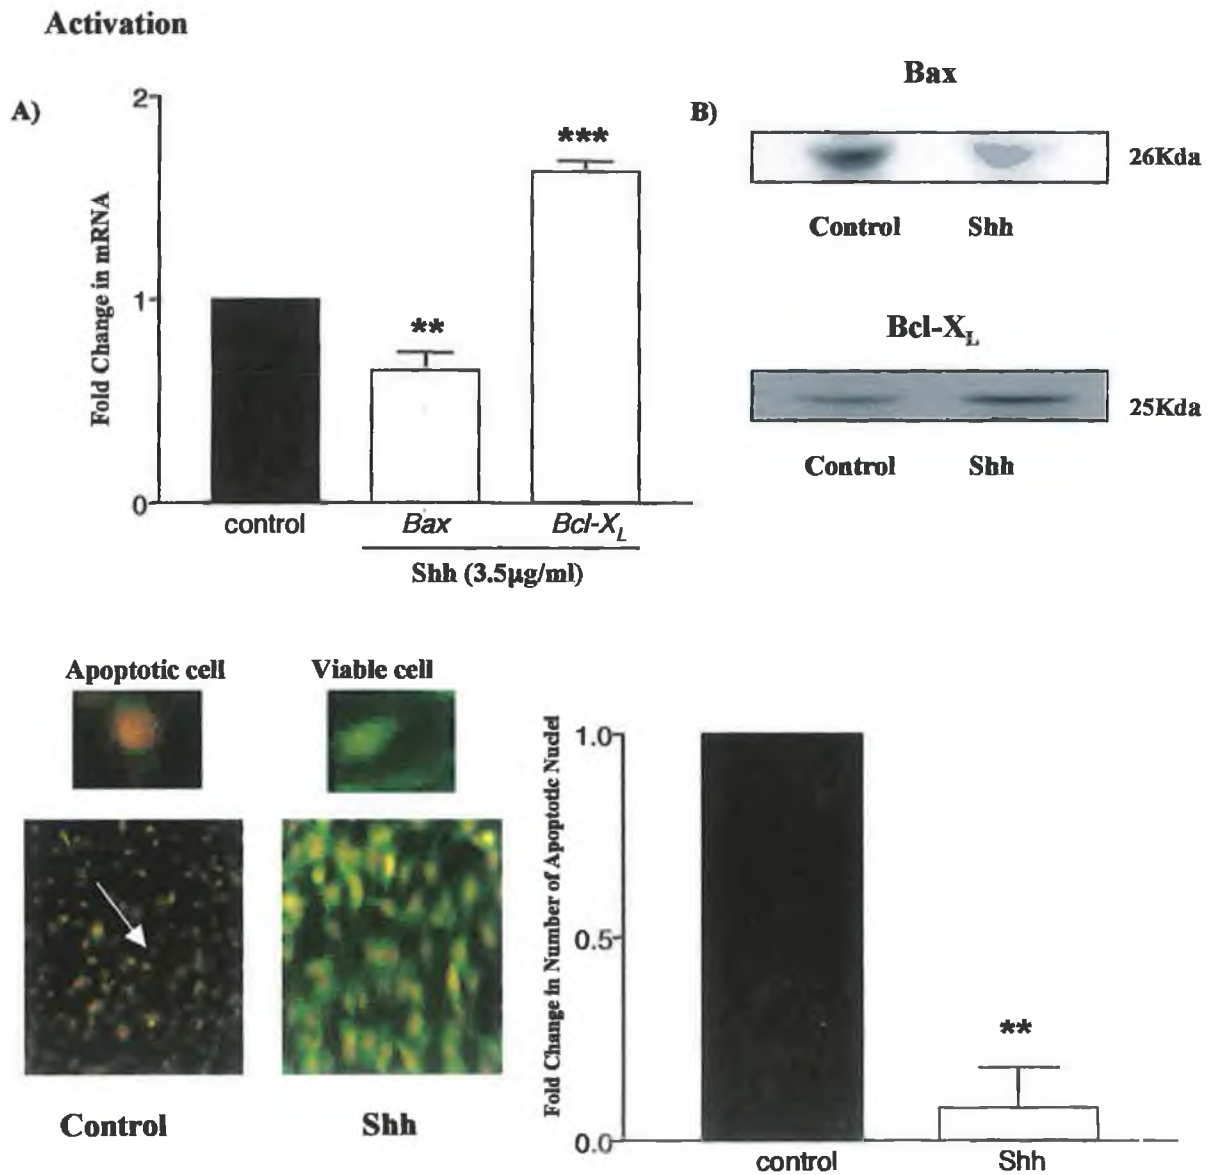 Activation
A)
2
1
0
Fold Change in mRNA
**
***
control
Bax
Bcl-X_L
Shh (3.5µg/ml)
B)
Bax
26Kda
Control Shh
Bcl-X_L
25Kda
Control Shh
Apoptotic cell
Viable cell
Control
Shh
Fold Change in Number of Apoptotic Nuclei
1.0
0.5
0.0
**
control
Shh